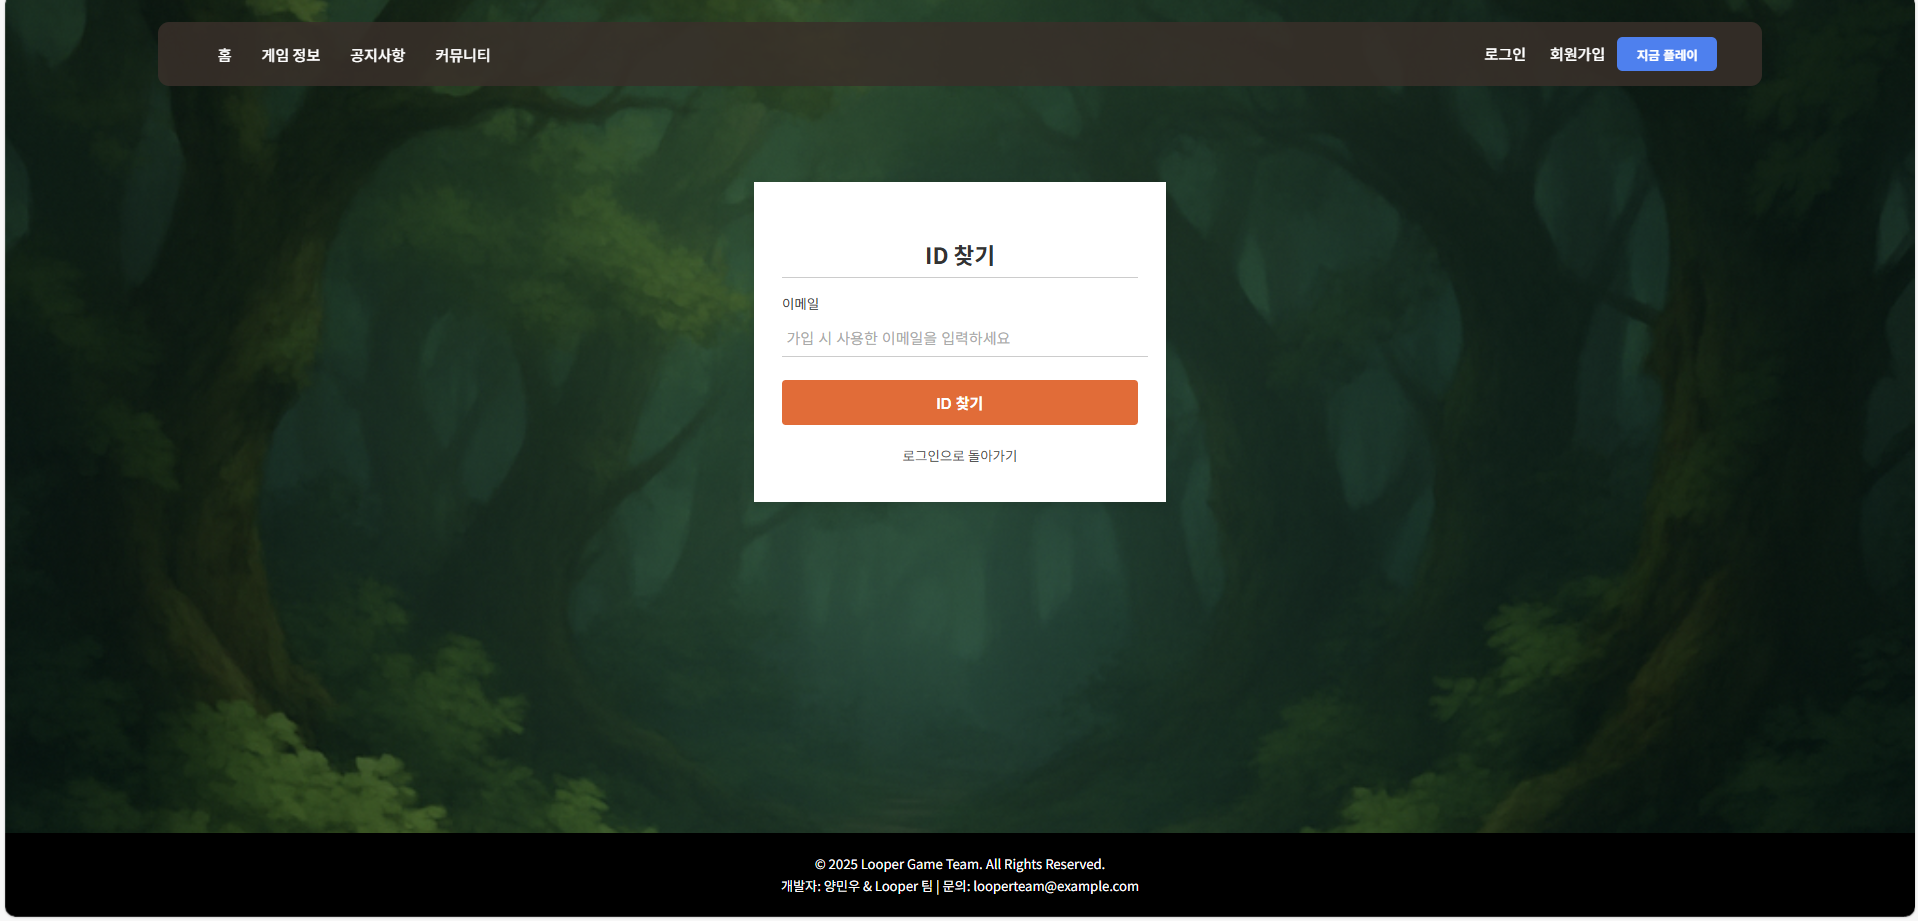 홈 게임 정보 공지사항 커뮤니티 로그인 회원가입 지금 플레이
ID 찾기
이메일
가입 시 사용한 이메일을 입력하세요
ID 찾기
로그인으로 돌아가기
© 2025 Looper Game Team. All Rights Reserved.
개발자: 양민우 & Looper 팀 | 문의: looperteam@example.com